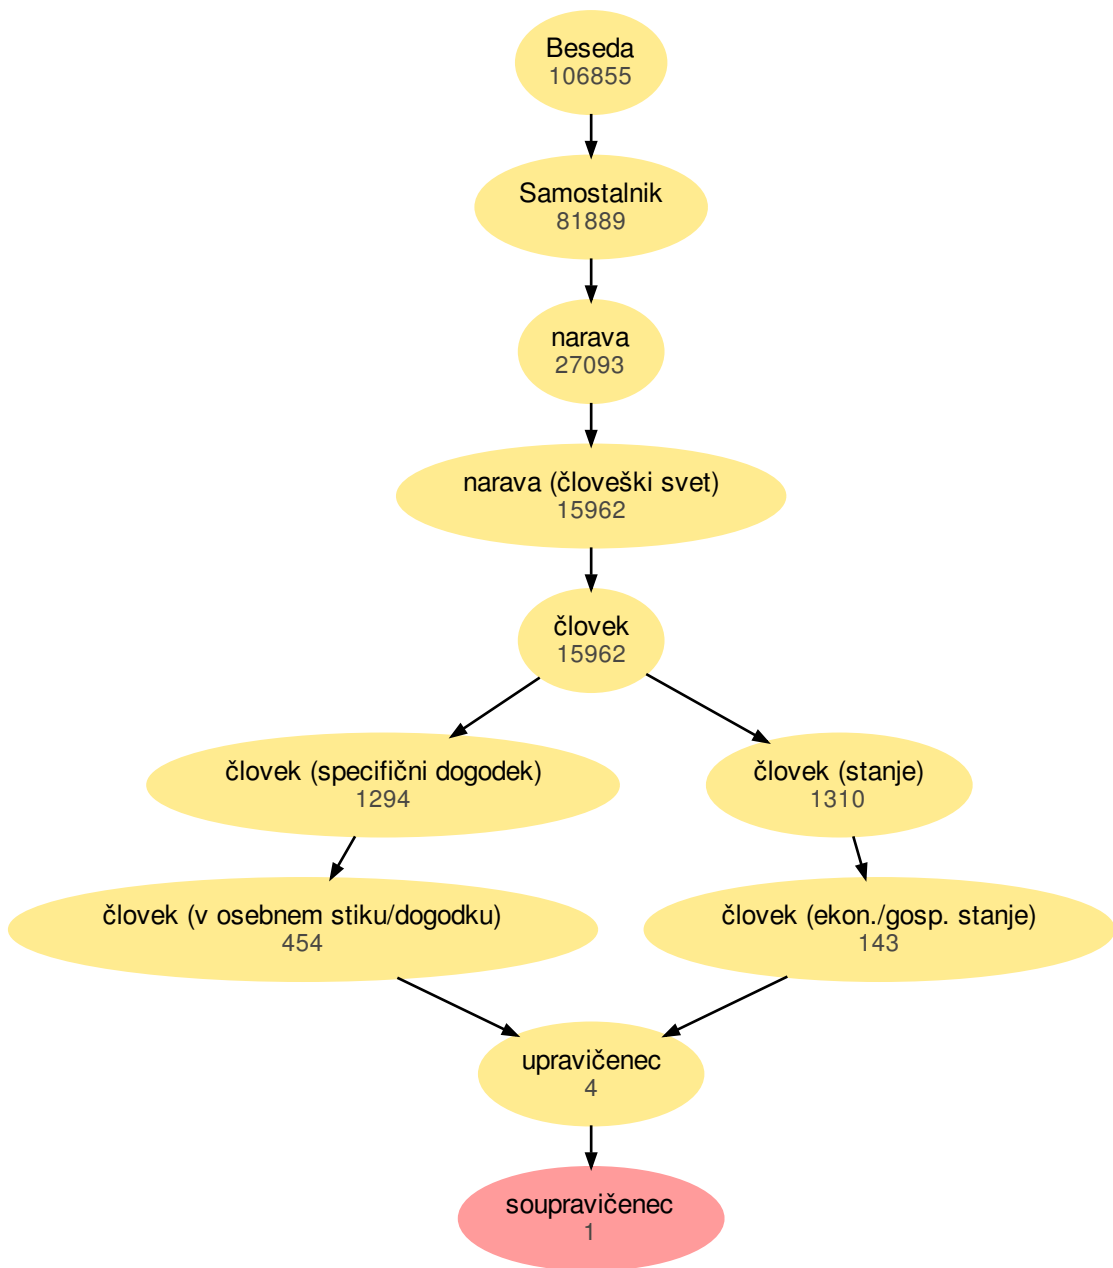 Beseda
106855
Samostalnik
81889
narava
27093
narava (človeški svet)
15962
človek
15962
človek (specifični dogodek)
1294
človek (stanje)
1310
človek (v osebnem stiku/dogodku)
454
človek (ekon./gosp. stanje)
143
upravičenec
4
soupravičenec
1